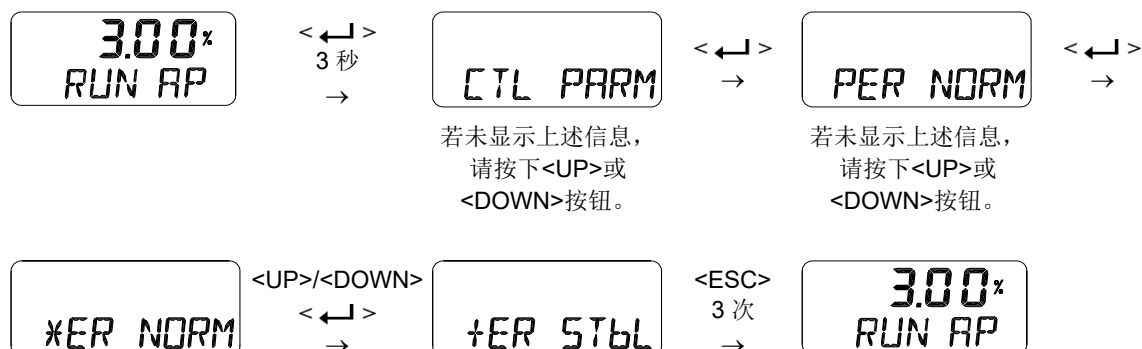 3.00%
RUN AP
< ↵ >
3 秒
→
CTL PARM
若未显示上述信息，
请按下<UP>或
<DOWN>按钮。
< ↵ >
→
PER NORM
若未显示上述信息，
请按下<UP>或
<DOWN>按钮。
< ↵ >
→
*ER NORM
<UP>/<DOWN>
< ↵ >
→
+ER STbL
<ESC>
3 次
→
3.00%
RUN AP